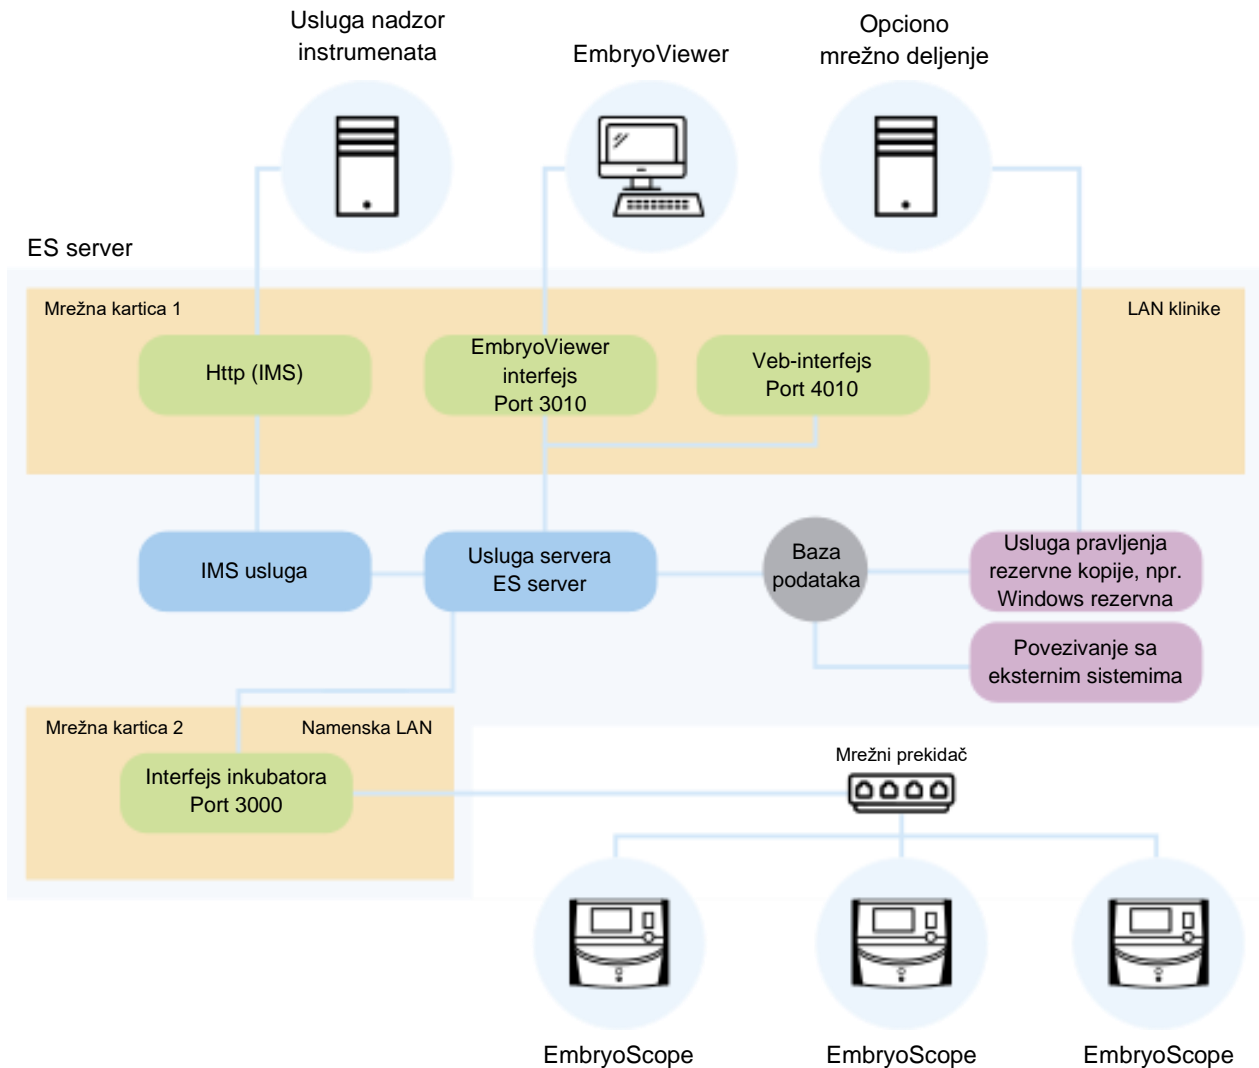 Usluga nadzor
instrumenata
EmbryoViewer
Opciono
mrežno deljenje
ES server
Mrežna kartica 1
LAN klinike
Http (IMS)
EmbryoViewer
interfejs
Port 3010
Veb-interfejs
Port 4010
IMS usluga
Usluga servera
ES server
Baza
podataka
Usluga pravljenja
rezervne kopije, npr.
Windows rezervna
Povezivanje sa
eksternim sistemima
Mrežna kartica 2
Namenska LAN
Interfejs inkubatora
Port 3000
Mrežni prekidač
EmbryoScope
EmbryoScope
EmbryoScope